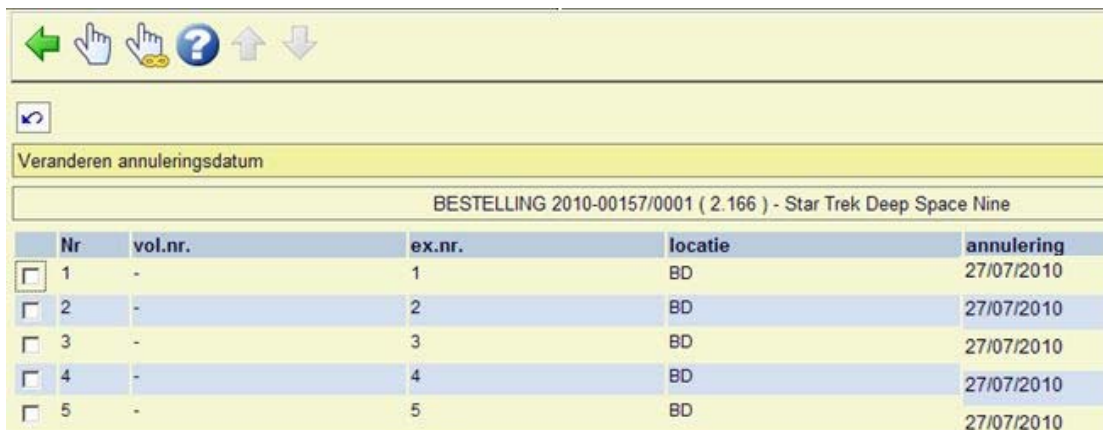 Veranderen annuleringsdatum
BESTELLING 2010-00157/0001 ( 2.166 ) - Star Trek Deep Space Nine
Nr vol.nr. ex.nr. locatie annulering
1 - 1 BD 27/07/2010
2 - 2 BD 27/07/2010
3 - 3 BD 27/07/2010
4 - 4 BD 27/07/2010
5 - 5 BD 27/07/2010